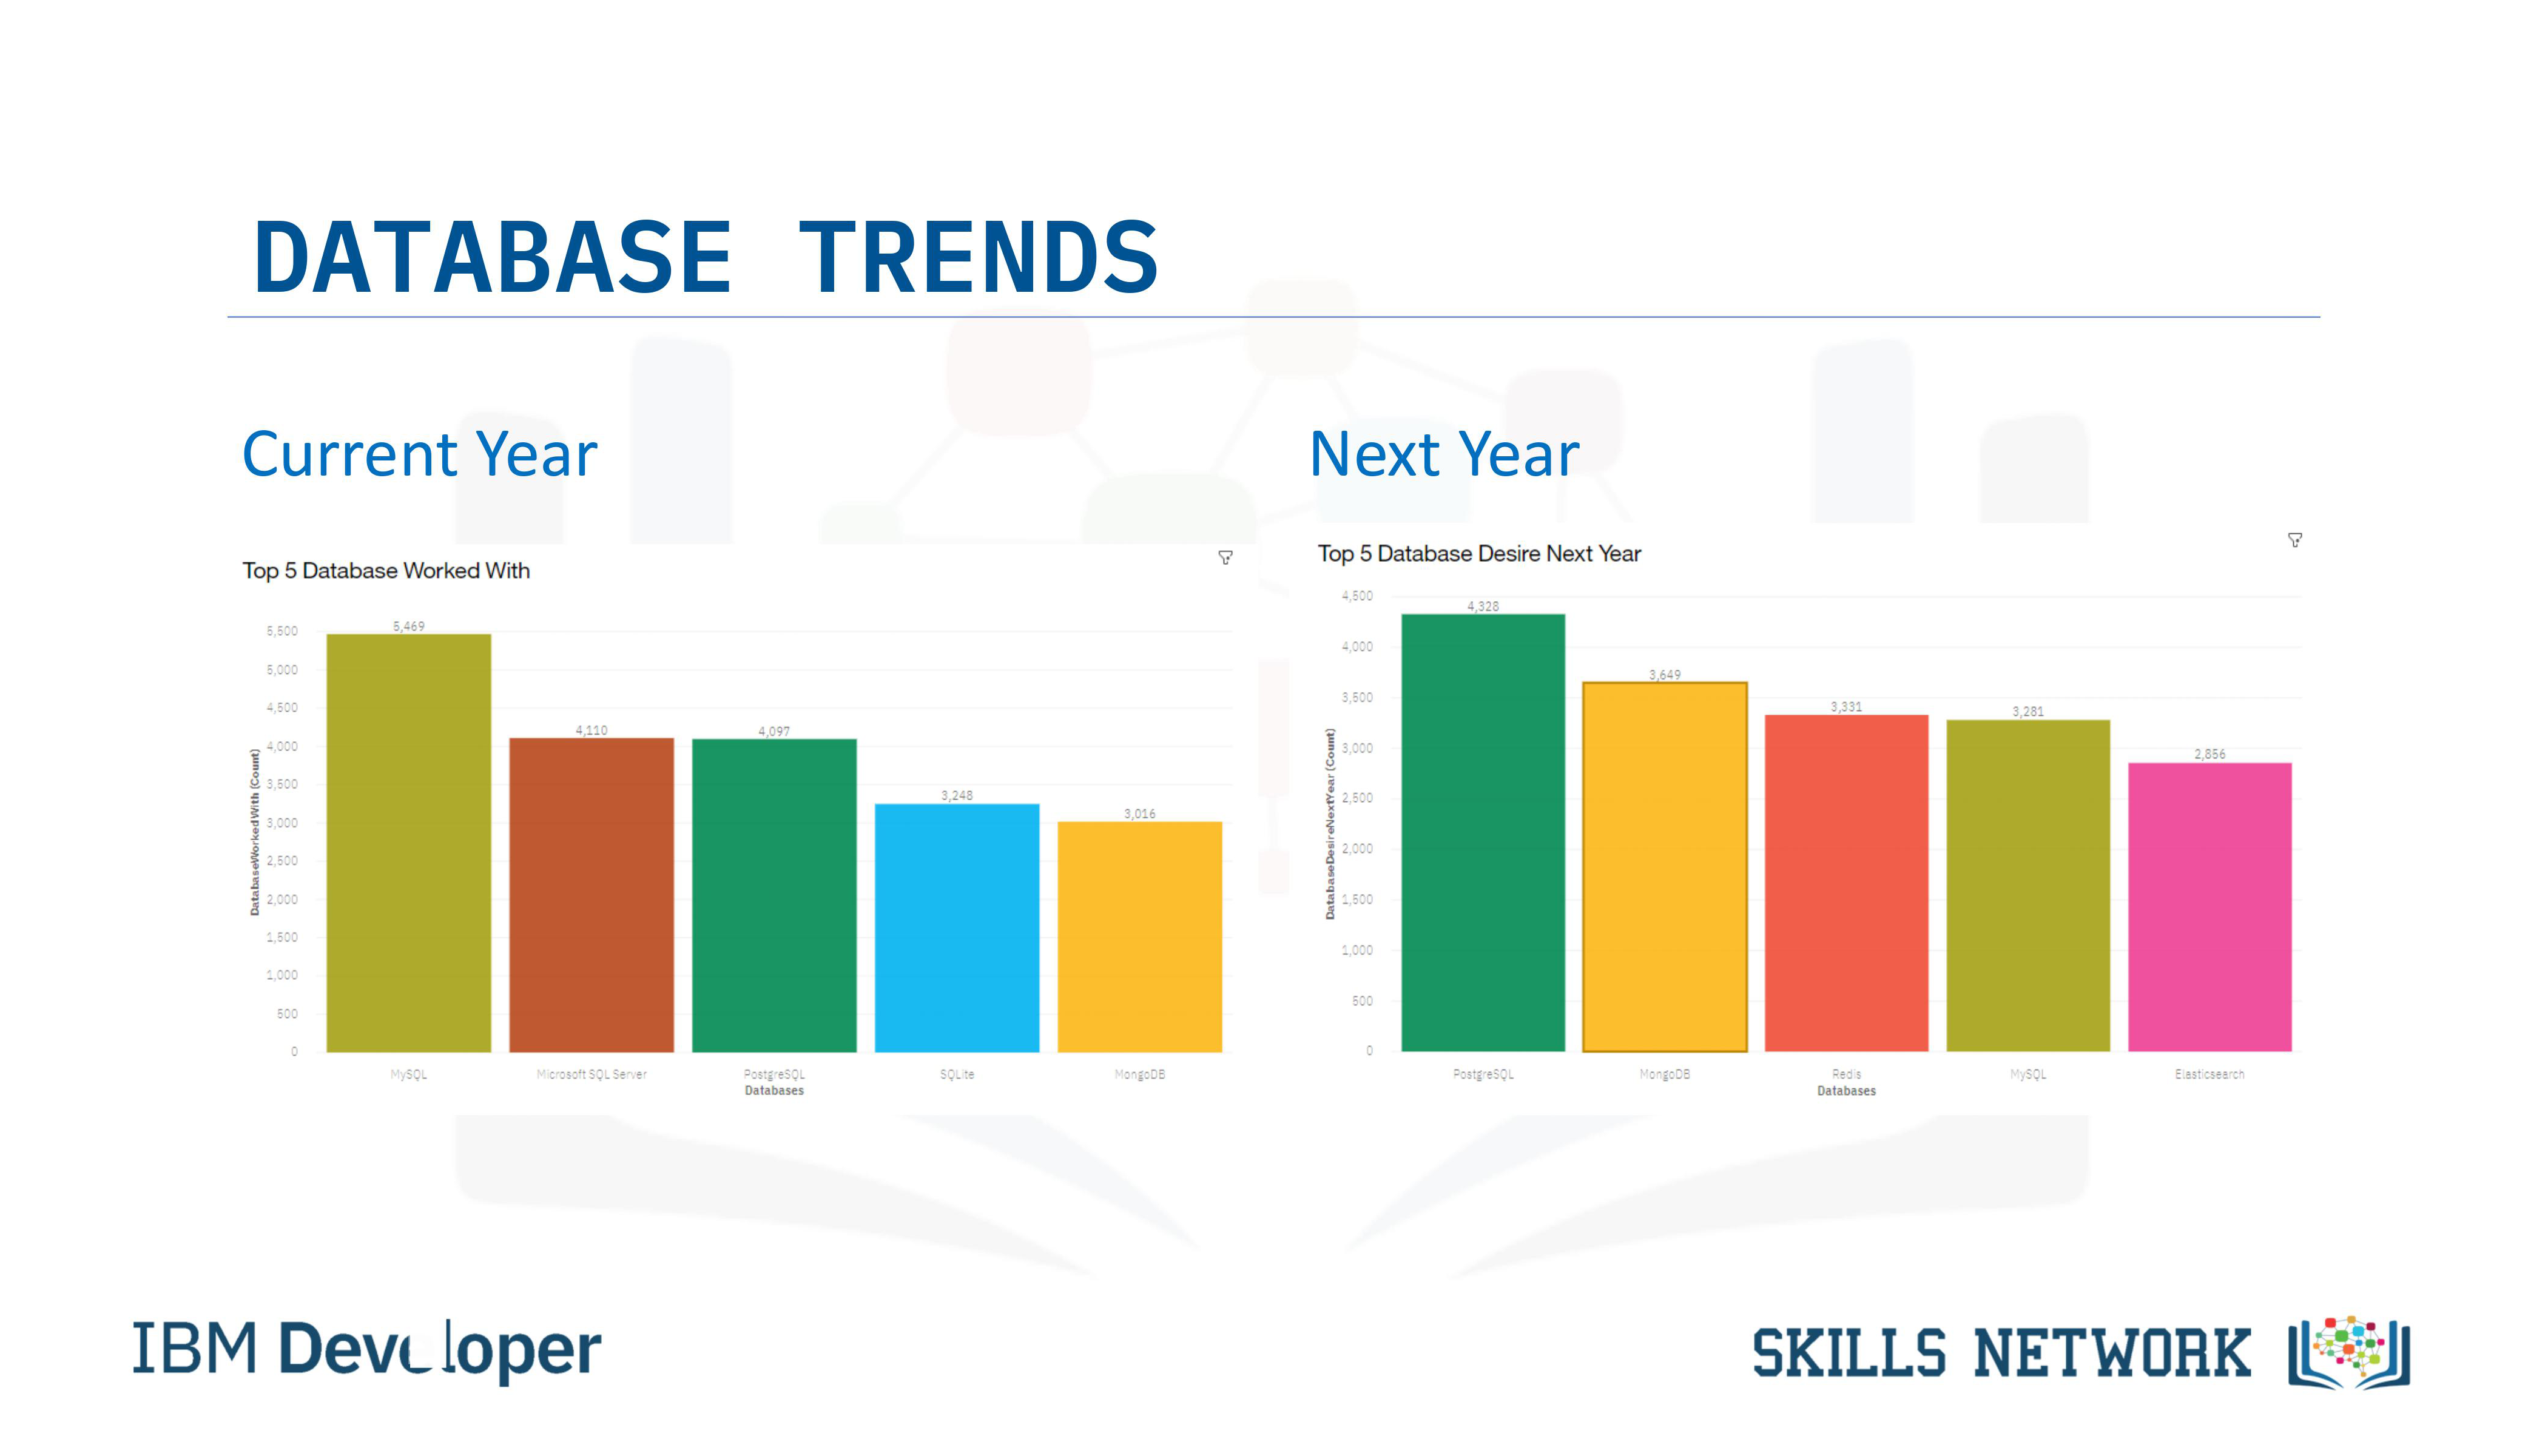 DATABASE TRENDS
Current Year
Next Year
Top 5 Database Worked With
DatabaseWorkedWith (Count)
5,500
5,000
4,500
4,000
3,500
3,000
2,500
2,000
1,500
1,000
500
0
5,469
4,110
4,097
3,248
3,016
MySQL
Microsoft SQL Server
PostgreSQL
SQLite
MongoDB
Databases
Top 5 Database Desire Next Year
DatabaseDesireNextYear (Count)
4,500
4,000
3,500
3,000
2,500
2,000
1,500
1,000
500
0
4,328
3,649
3,331
3,281
2,856
PostgreSQL
MongoDB
Redis
MySQL
Elasticsearch
Databases
IBM Developer
SKILLS NETWORK